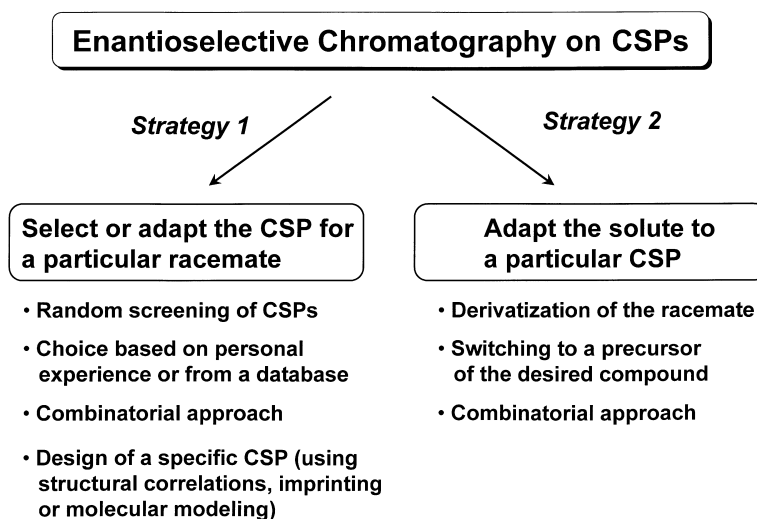 Enantioselective Chromatography on CSPs
Strategy 1
Strategy 2
Select or adapt the CSP for
a particular racemate
• Random screening of CSPs
• Choice based on personal
experience or from a database
• Combinatorial approach
• Design of a specific CSP (using
structural correlations, imprinting
or molecular modeling)
Adapt the solute to
a particular CSP
• Derivatization of the racemate
• Switching to a precursor
of the desired compound
• Combinatorial approach